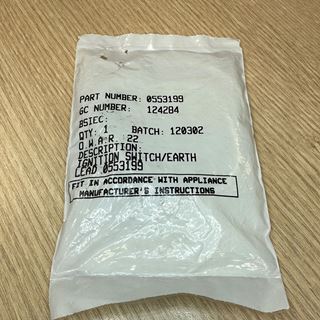 PART NUMBER: 0553199
GC NUMBER: 124284
BSIEC:
QTY: 1 BATCH: 120302
O.W.A.R. 22
DESCRIPTION:
IGNITION SWITCH/EARTH
LEAD 0553199
FIT IN ACCORDANCE WITH APPLIANCE
MANUFACTURER'S INSTRUCTIONS